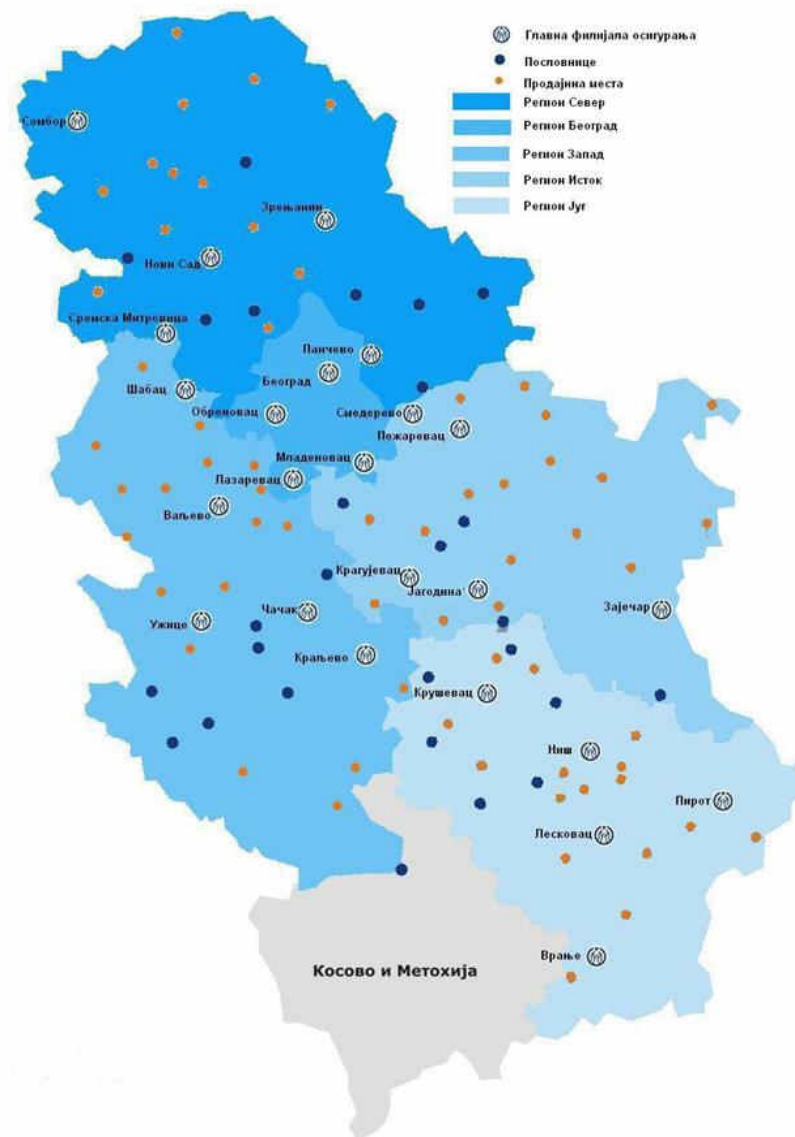 Главна филијала осигурања
Пословнице
Продајина места
Регион Север
Регион Београд
Регион Запад
Регион Исток
Регион Југ
Сомбор
Зрењанин
Нови Сад
Сремска Митровица
Панчево
Београд
Шабац
Обреновац
Смедерево
Пожаревац
Младеновац
Лазаревац
Ваљево
Крагујевац
Јагодина
Зајечар
Чачак
Ужице
Краљево
Крушевац
Ниш
Пирот
Лесковац
Врање
Косово и Метохија